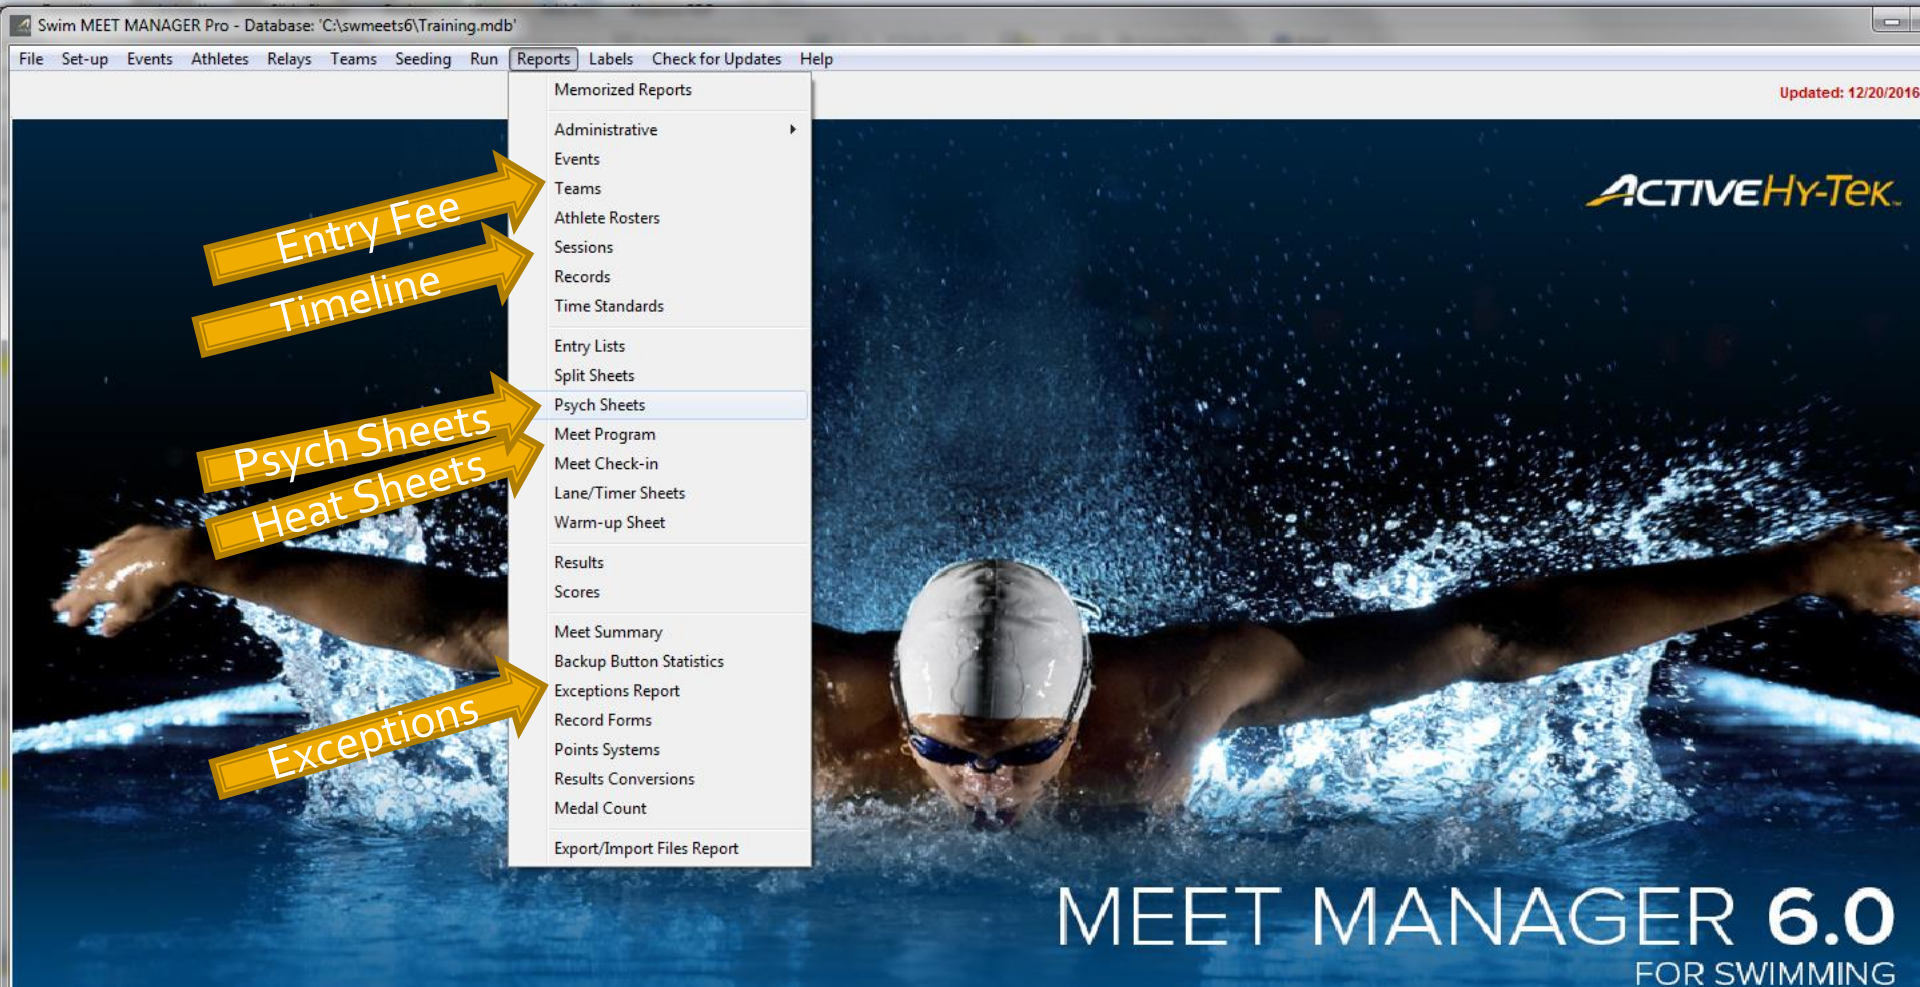 Swim MEET MANAGER Pro - Database: 'C:\swmeets6\Training.mdb'
File Set-up Events Athletes Relays Teams Seeding Run Reports Labels Check for Updates Help
Updated: 12/20/2016
Memorized Reports
Administrative
Events
Teams
Athlete Rosters
Sessions
Records
Time Standards
Entry Lists
Split Sheets
Psych Sheets
Meet Program
Meet Check-in
Lane/Timer Sheets
Warm-up Sheet
Results
Scores
Meet Summary
Backup Button Statistics
Exceptions Report
Record Forms
Points Systems
Results Conversions
Medal Count
Export/Import Files Report
Entry Fee
Timeline
Psych Sheets
Heat Sheets
Exceptions
ACTIVE HY-TEK
MEET MANAGER 6.0
FOR SWIMMING